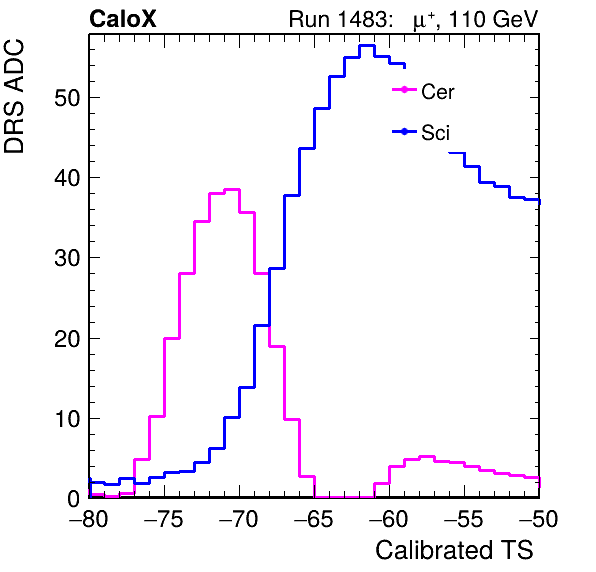 CaloX Run 1483: μ⁺, 110 GeV
DRS ADC
Cer
Sci
50
40
30
20
10
0
−80 −75 −70 −65 −60 −55 −50
Calibrated TS